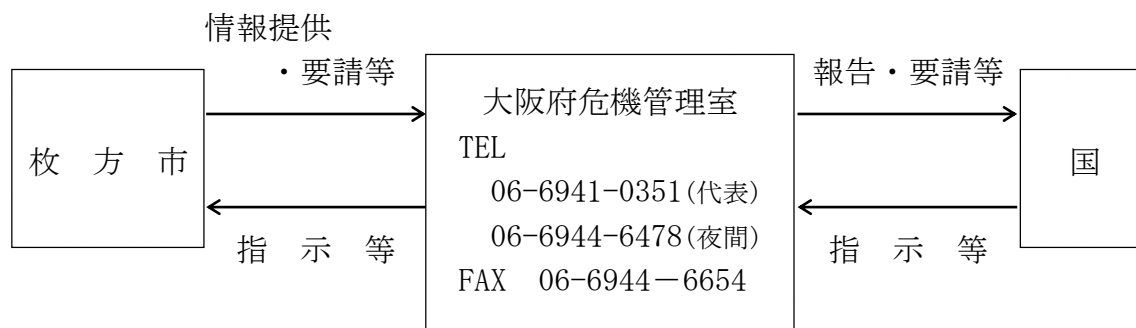 情報提供
・要請等
報告・要請等
枚　方　市
大阪府危機管理室
TEL
06-6941-0351(代表)
06-6944-6478(夜間)
FAX　06-6944－6654
国
指　示　等
指　示　等